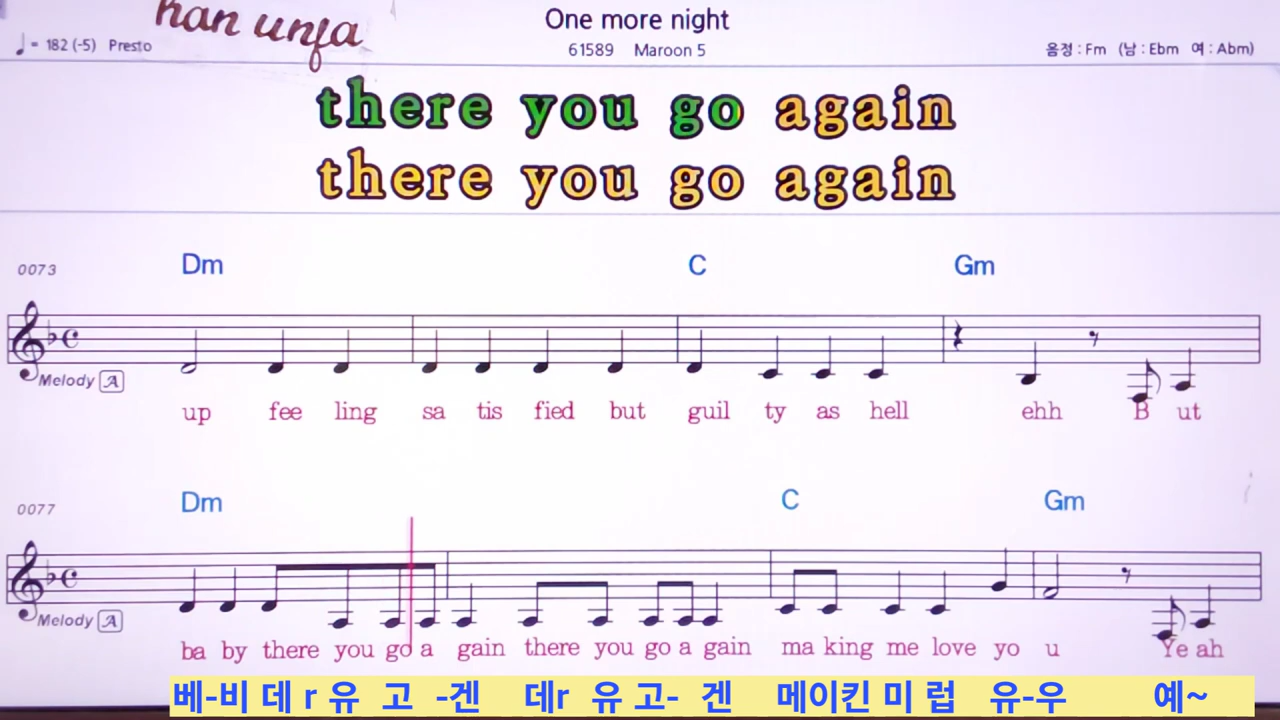 han unfa
One more night
♩= 182 (-5) Presto
61589 Maroon 5
음정 : Fm (남 : Ebm 여 : Abm)
there you go again
there you go again
0073
Dm C Gm
Melody A
up fee ling sa tis fied but guil ty as hell ehh B ut
0077
Dm C Gm
Melody A
ba by there you go a gain there you go a gain ma king me love yo u Ye ah
베-비 데 r 유 고 -겐 데r 유 고- 겐 메이킨 미 럽 유-우 예~